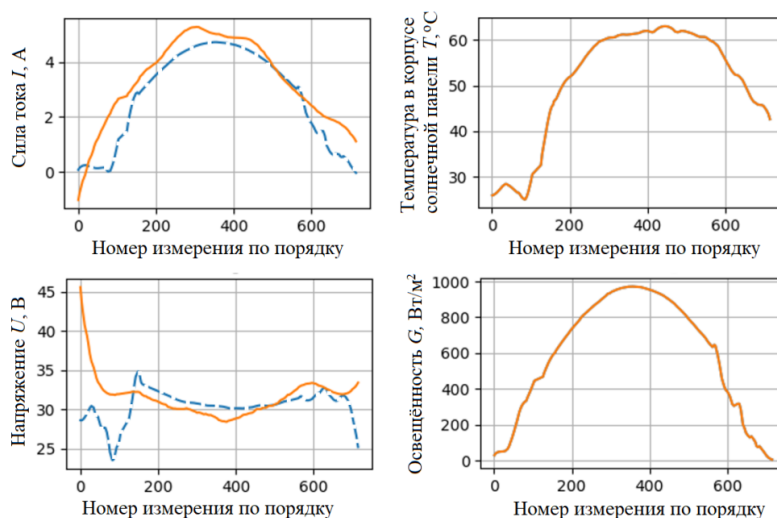 Сила тока I, А
4
2
0
0 200 400 600
Номер измерения по порядку
Температура в корпусе
солнечной панели T,°С
60
50
40
30
0 200 400 600
Номер измерения по порядку
Напряжение U, В
45
40
35
30
25
0 200 400 600
Номер измерения по порядку
Освещённость G, Вт/м²
1000
800
600
400
200
0
0 200 400 600
Номер измерения по порядку